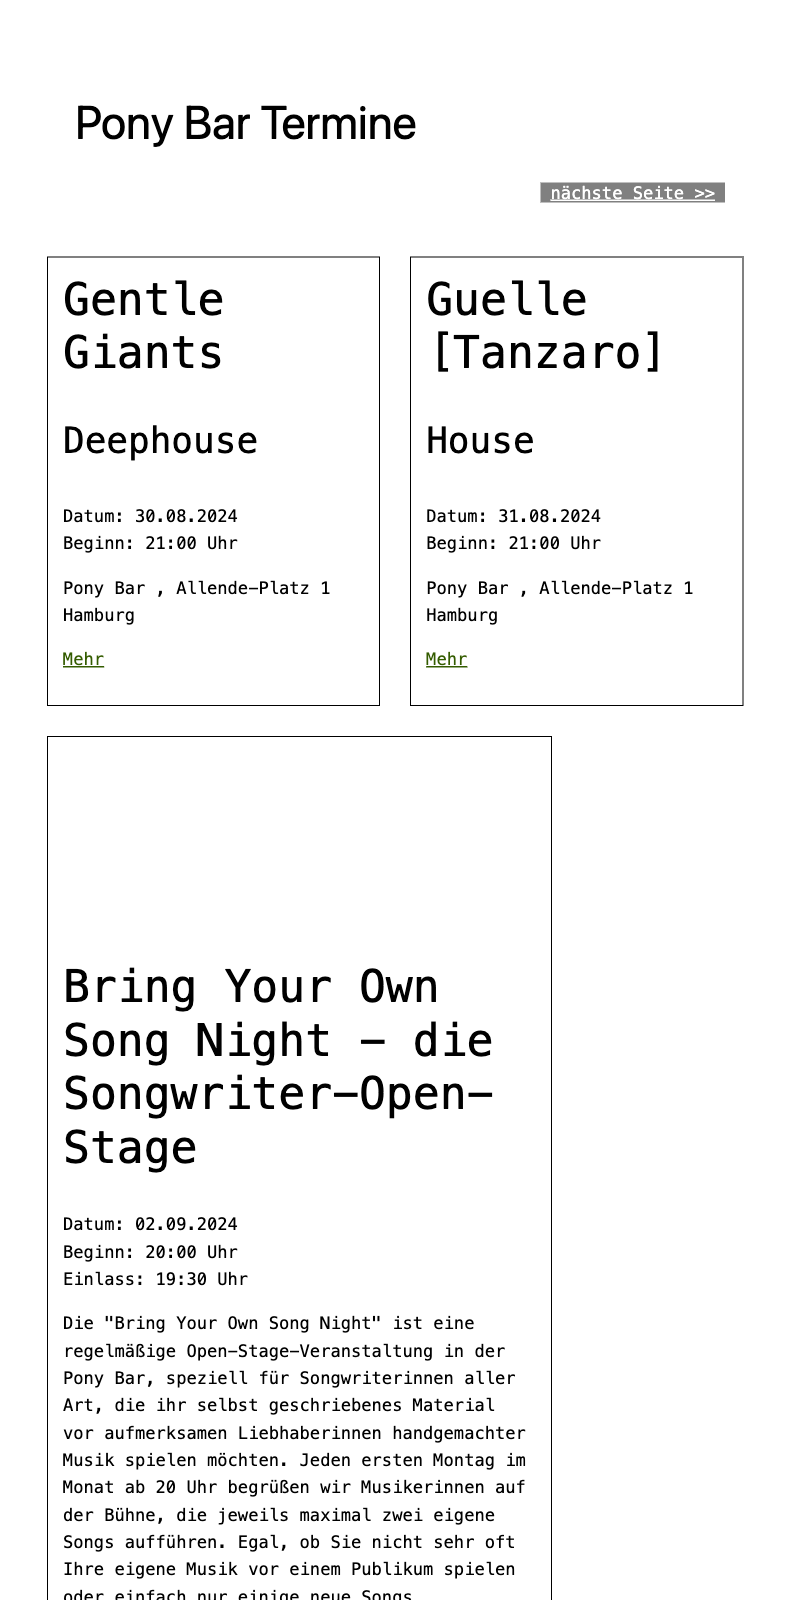 Pony Bar Termine
nächste Seite >>
Gentle
Giants
Deephouse
Datum: 30.08.2024
Beginn: 21:00 Uhr
Pony Bar , Allende-Platz 1
Hamburg
Mehr
Guelle
[Tanzaro]
House
Datum: 31.08.2024
Beginn: 21:00 Uhr
Pony Bar , Allende-Platz 1
Hamburg
Mehr
Bring Your Own
Song Night - die
Songwriter-Open-
Stage
Datum: 02.09.2024
Beginn: 20:00 Uhr
Einlass: 19:30 Uhr
Die "Bring Your Own Song Night" ist eine
regelmäßige Open-Stage-Veranstaltung in der
Pony Bar, speziell für Songwriterinnen aller
Art, die ihr selbst geschriebenes Material
vor aufmerksamen Liebhaberinnen handgemachter
Musik spielen möchten. Jeden ersten Montag im
Monat ab 20 Uhr begrüßen wir Musikerinnen auf
der Bühne, die jeweils maximal zwei eigene
Songs aufführen. Egal, ob Sie nicht sehr oft
Ihre eigene Musik vor einem Publikum spielen
oder einfach nur einige neue Songs